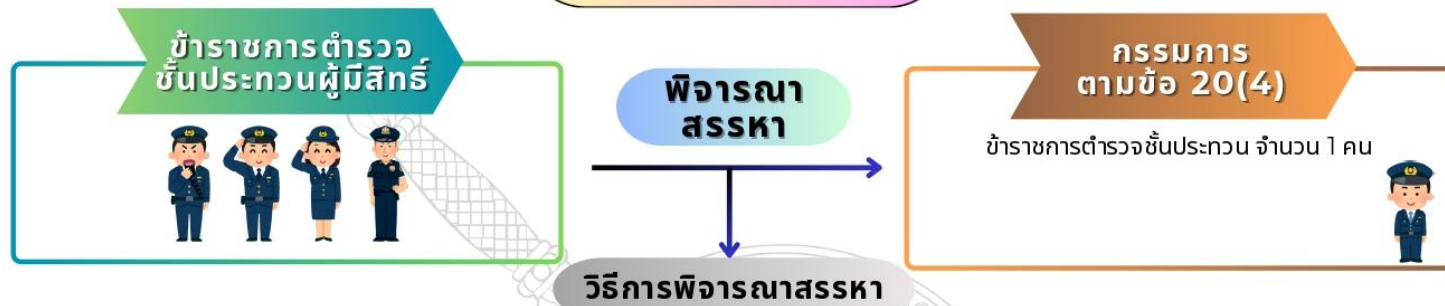 ข้าราชการตำรวจ
ชั้นประทวนผู้มีสิทธิ์
พิจารณา
สรรหา
กรรมการ
ตามข้อ 20(4)
ข้าราชการตำรวจชั้นประทวน จำนวน 1 คน
วิธีการพิจารณาสรรหา